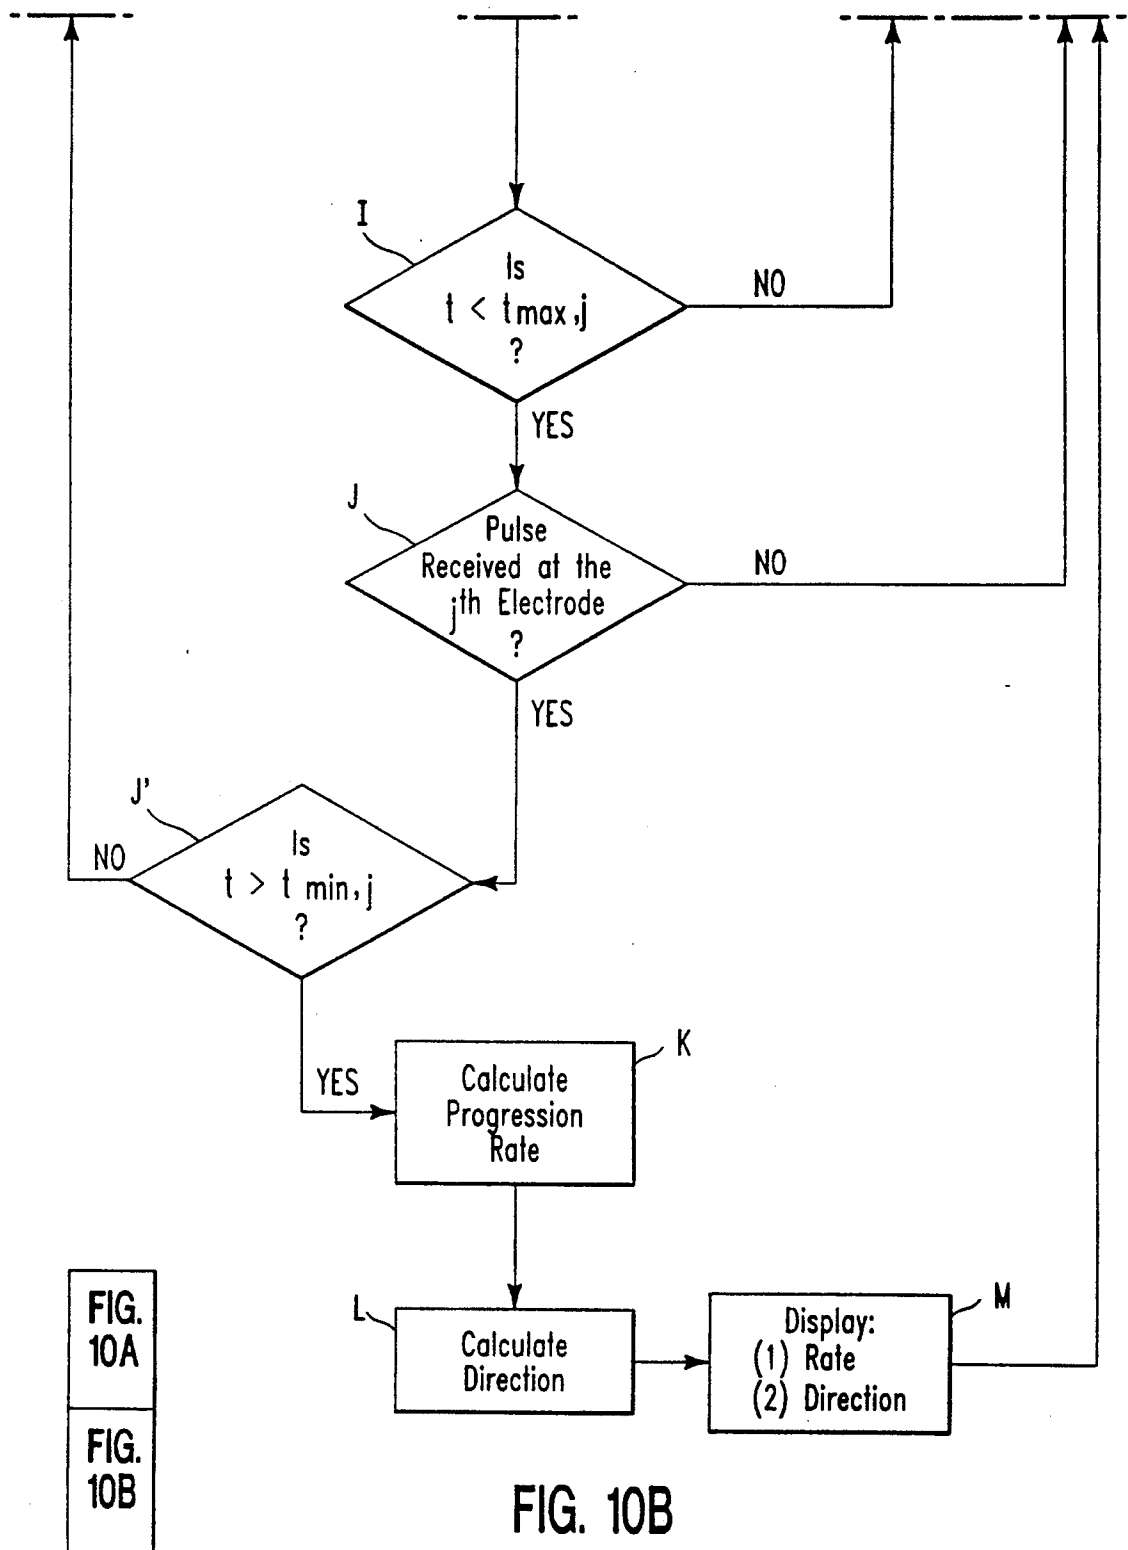 I
Is
t < tmax,j
?
NO
YES
J
Pulse
Received at the
jth Electrode
?
NO
YES
J'
Is
t > t min,j
?
NO
YES
K
Calculate
Progression
Rate
L
Calculate
Direction
M
Display:
(1) Rate
(2) Direction
FIG.
10A
FIG.
10B
FIG. 10B